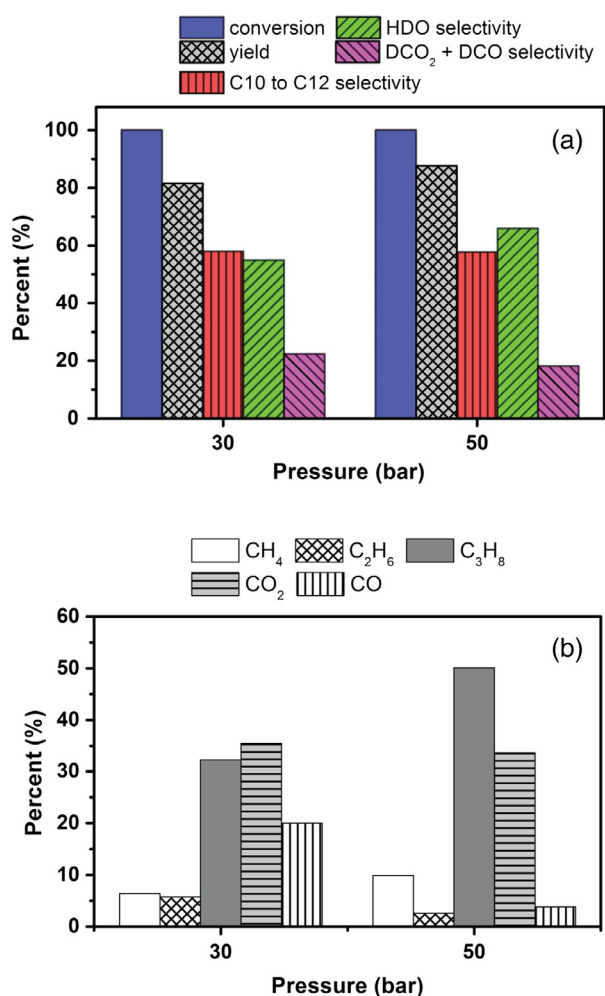 conversion HDO selectivity
yield DCO₂ + DCO selectivity
C10 to C12 selectivity
(a)
100
80
60
40
20
0
Percent (%)
30 50
Pressure (bar)
CH₄ C₂H₆ C₃H₈
CO₂ CO
(b)
60
50
40
30
20
10
0
Percent (%)
30 50
Pressure (bar)